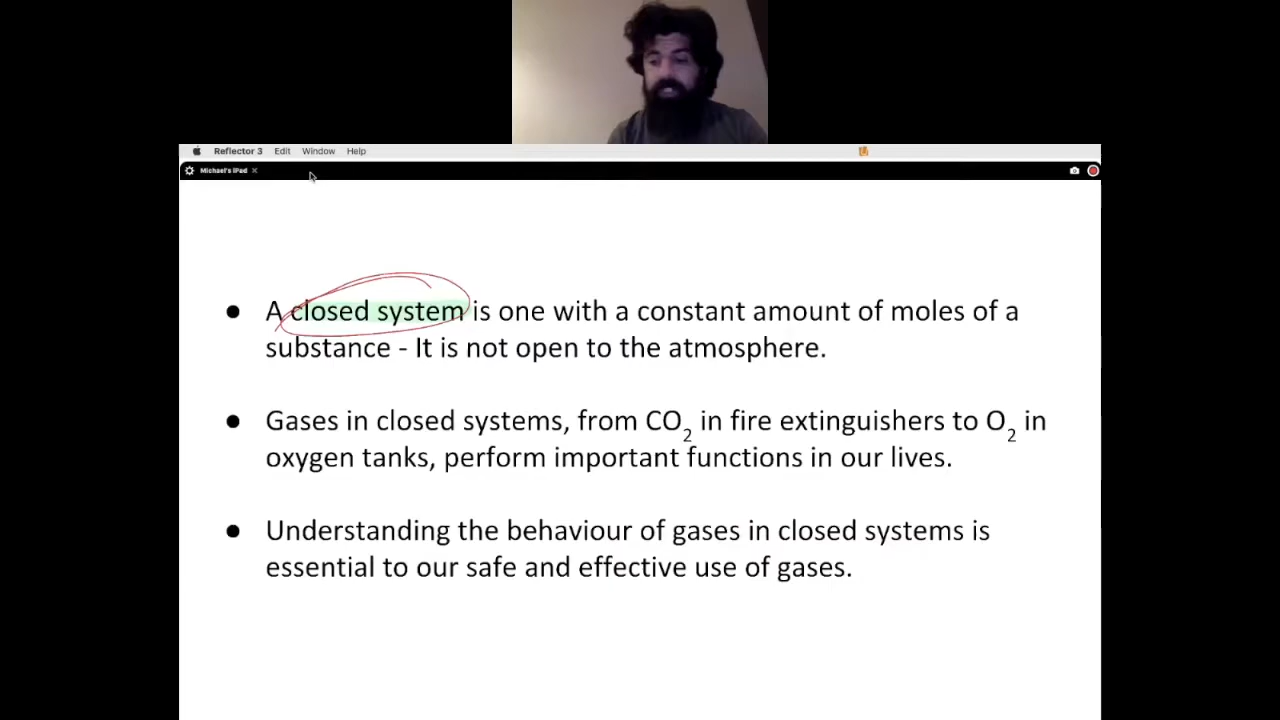 Reflector 3 Edit Window Help
Michael's iPad
● A closed system is one with a constant amount of moles of a
substance - It is not open to the atmosphere.
● Gases in closed systems, from CO₂ in fire extinguishers to O₂ in
oxygen tanks, perform important functions in our lives.
● Understanding the behaviour of gases in closed systems is
essential to our safe and effective use of gases.